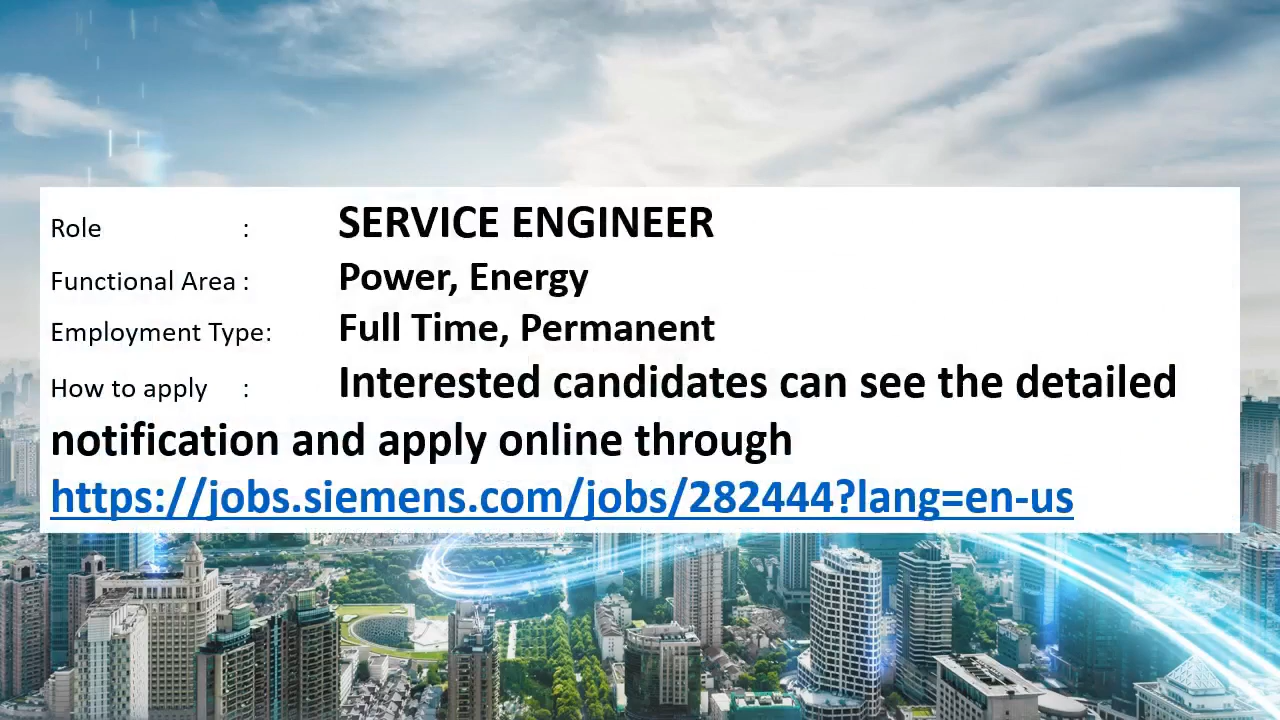 Role : SERVICE ENGINEER
Functional Area : Power, Energy
Employment Type: Full Time, Permanent
How to apply : Interested candidates can see the detailed
notification and apply online through
https://jobs.siemens.com/jobs/282444?lang=en-us